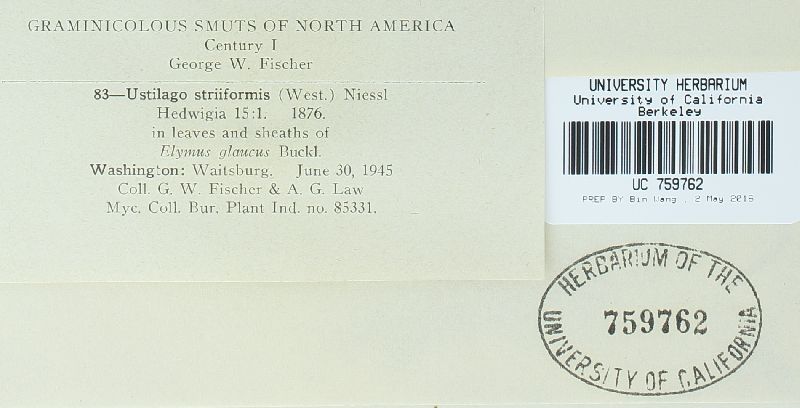 GRAMINICOLOUS SMUTS OF NORTH AMERICA
Century I
George W. Fischer
83—Ustilago striiformis (West.) Niessl
Hedwigia 15:1. 1876.
in leaves and sheaths of
Elymus glaucus Buckl.
Washington: Waitsburg. June 30, 1945
Coll. G. W. Fischer & A. G. Law
Myc. Coll. Bur. Plant Ind. no. 85331.
UNIVERSITY HERBARIUM
University of California
Berkeley
UC 759762
PREP BY Bin Wang , 2 May 2016
HERBARIUM OF THE
759762
UNIVERSITY OF CALIFORNIA